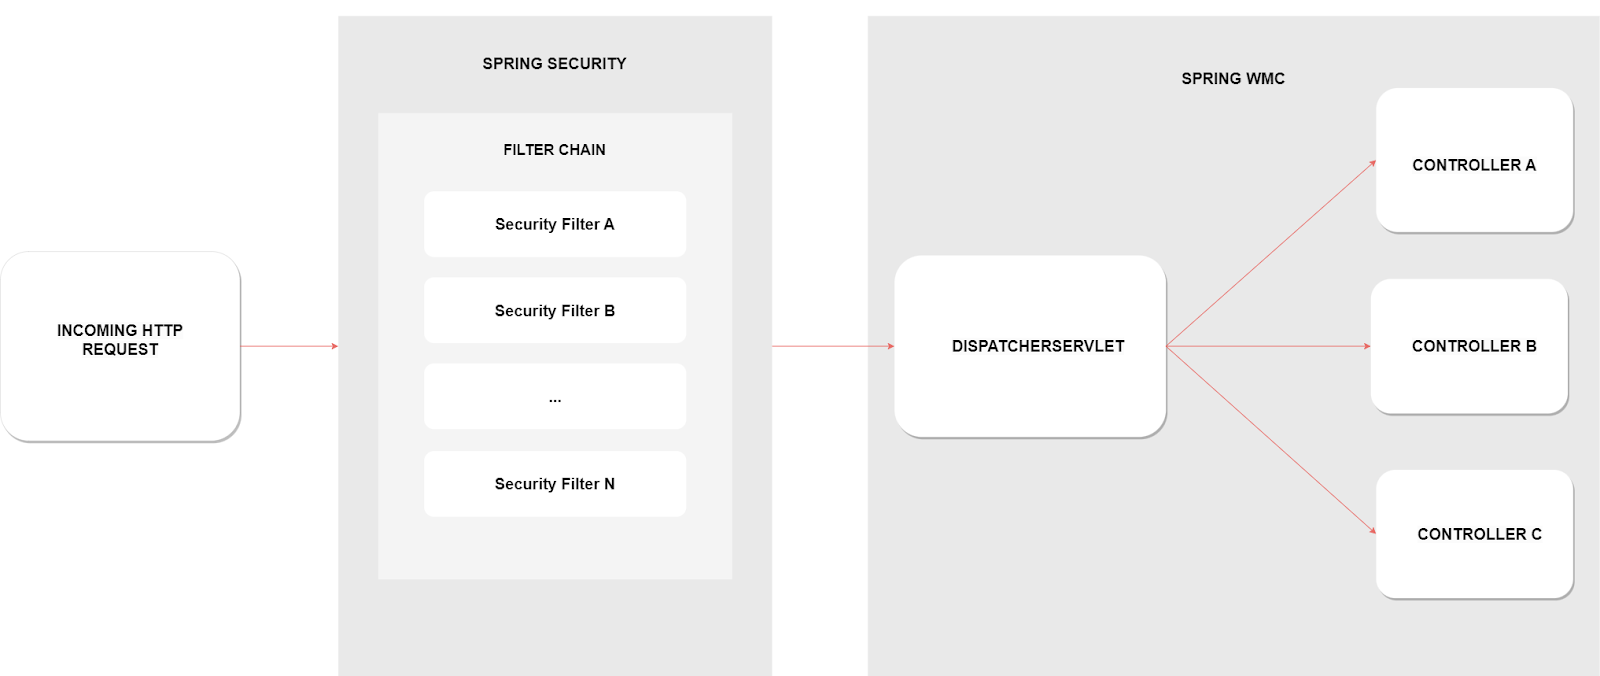 INCOMING HTTP
REQUEST
SPRING SECURITY
FILTER CHAIN
Security Filter A
Security Filter B
...
Security Filter N
SPRING WMC
DISPATCHERSERVLET
CONTROLLER A
CONTROLLER B
CONTROLLER C